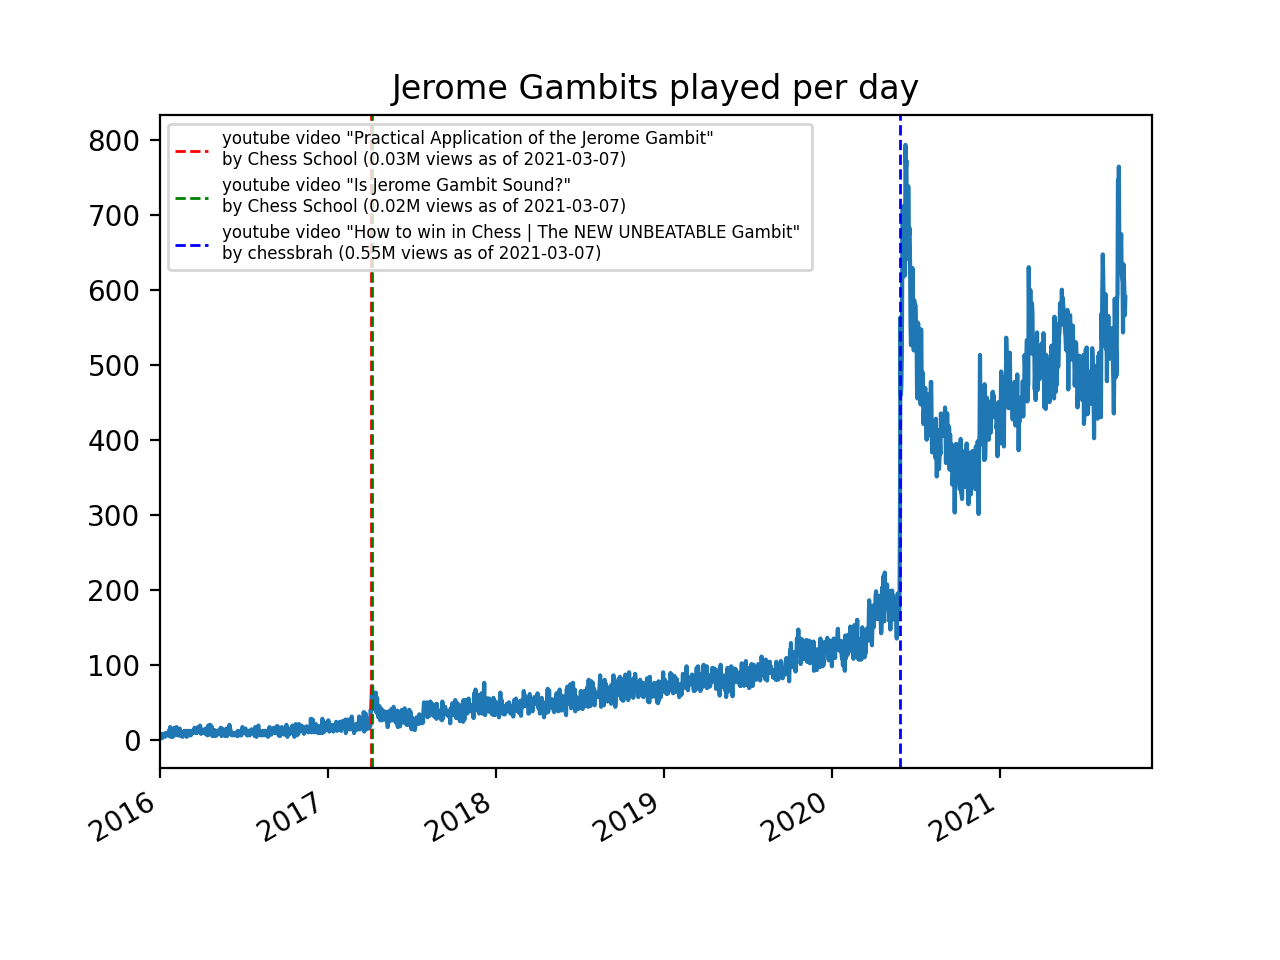 Jerome Gambits played per day
youtube video "Practical Application of the Jerome Gambit"
by Chess School (0.03M views as of 2021-03-07)
youtube video "Is Jerome Gambit Sound?"
by Chess School (0.02M views as of 2021-03-07)
youtube video "How to win in Chess | The NEW UNBEATABLE Gambit"
by chessbrah (0.55M views as of 2021-03-07)
800
700
600
500
400
300
200
100
0
2016
2017
2018
2019
2020
2021